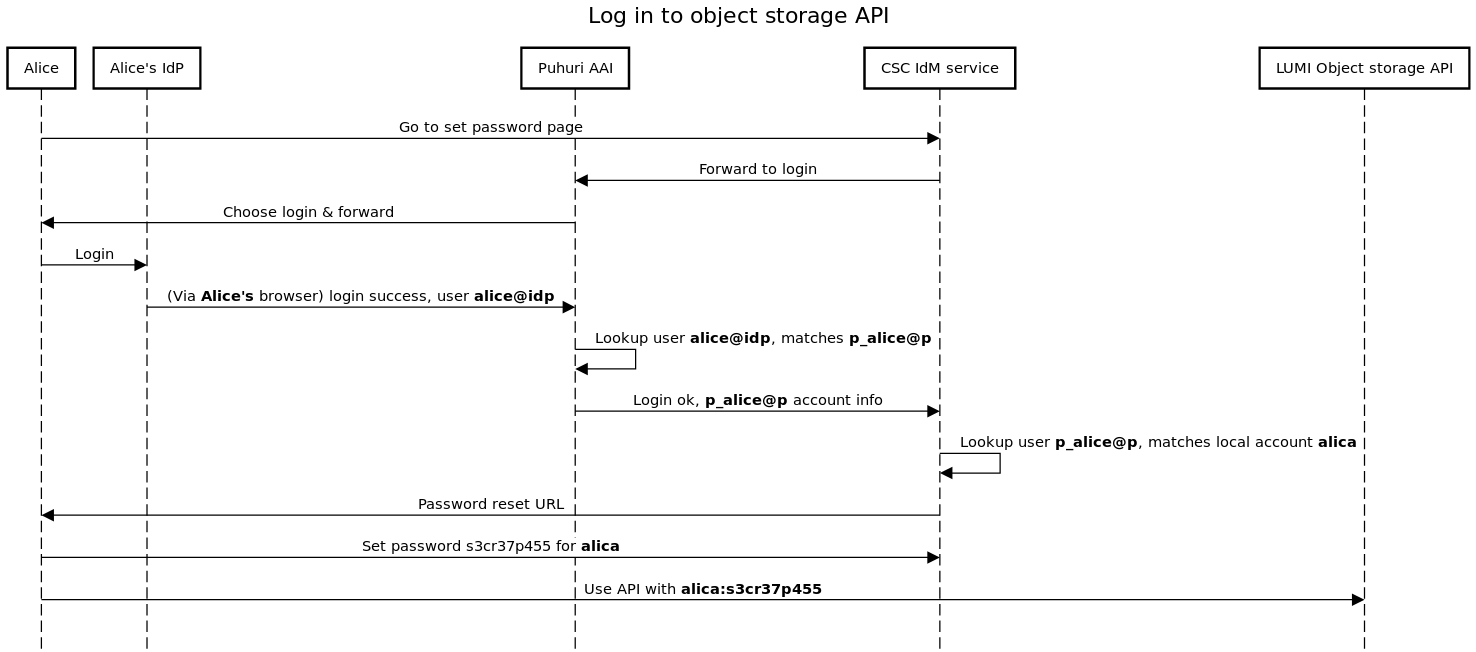 Log in to object storage API
Alice
Alice's IdP
Puhuri AAI
CSC IdM service
LUMI Object storage API
Go to set password page
Forward to login
Choose login & forward
Login
(Via Alice's browser) login success, user alice@idp
Lookup user alice@idp, matches p_alice@p
Login ok, p_alice@p account info
Lookup user p_alice@p, matches local account alica
Password reset URL
Set password s3cr37p455 for alica
Use API with alica:s3cr37p455